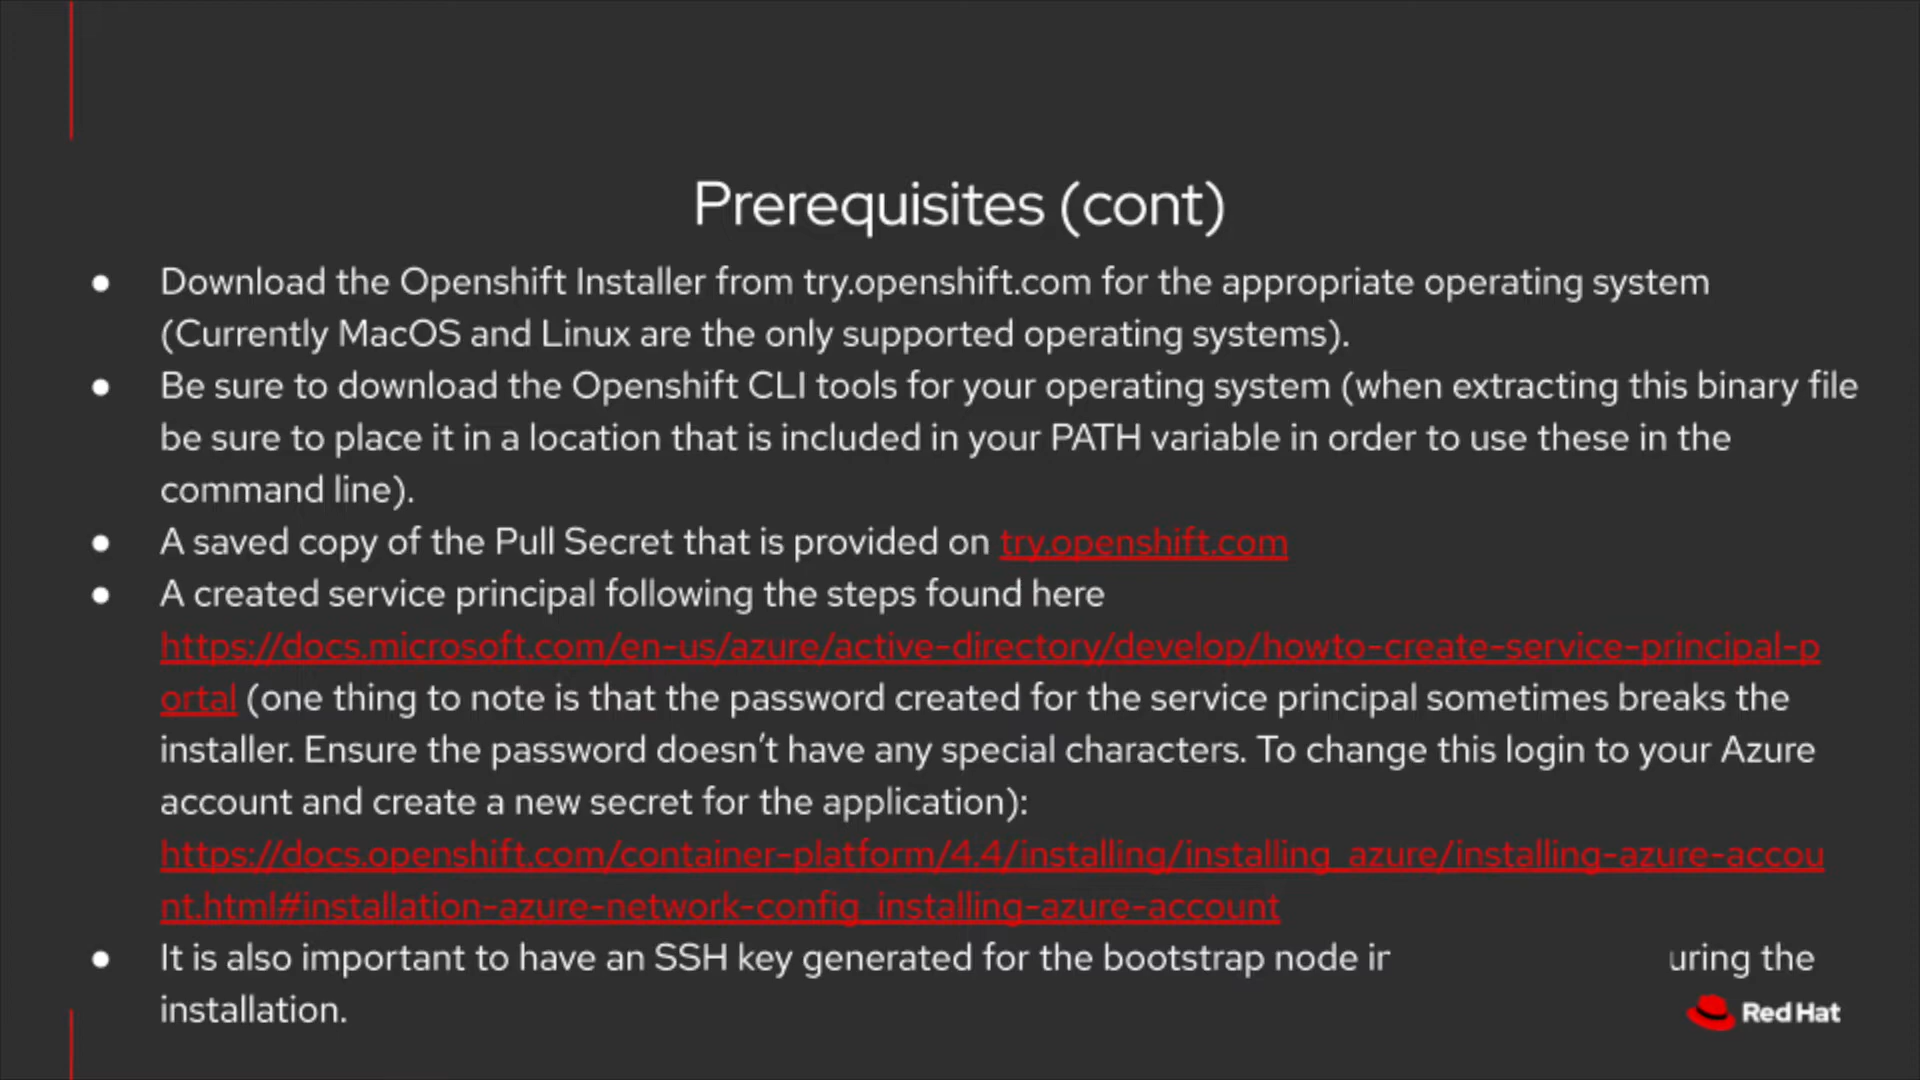 Prerequisites (cont)
● Download the Openshift Installer from try.openshift.com for the appropriate operating system
(Currently MacOS and Linux are the only supported operating systems).
● Be sure to download the Openshift CLI tools for your operating system (when extracting this binary file
be sure to place it in a location that is included in your PATH variable in order to use these in the
command line).
● A saved copy of the Pull Secret that is provided on try.openshift.com
● A created service principal following the steps found here
https://docs.microsoft.com/en-us/azure/active-directory/develop/howto-create-service-principal-p
ortal (one thing to note is that the password created for the service principal sometimes breaks the
installer. Ensure the password doesn't have any special characters. To change this login to your Azure
account and create a new secret for the application):
https://docs.openshift.com/container-platform/4.4/installing/installing_azure/installing-azure-accou
nt.html#installation-azure-network-config_installing-azure-account
● It is also important to have an SSH key generated for the bootstrap node uring the
installation.
Red Hat